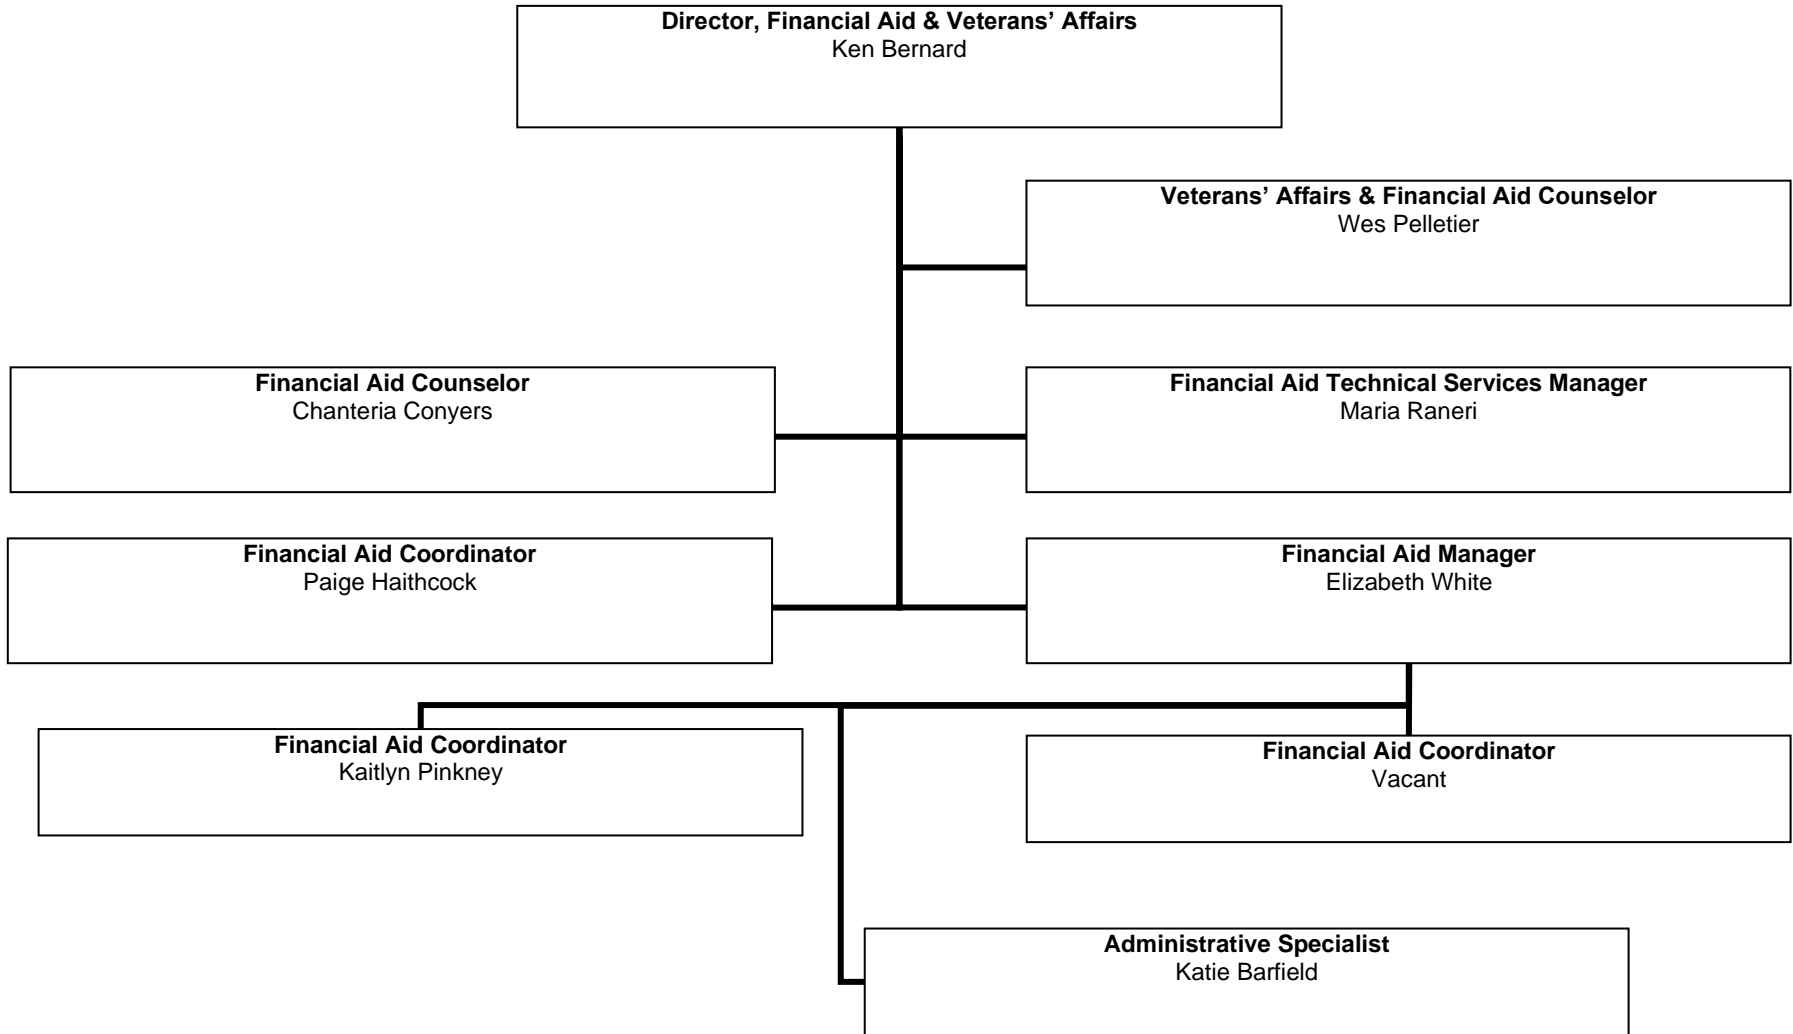 Director, Financial Aid & Veterans’ Affairs
Ken Bernard
Veterans’ Affairs & Financial Aid Counselor
Wes Pelletier
Financial Aid Counselor
Chanteria Conyers
Financial Aid Technical Services Manager
Maria Raneri
Financial Aid Coordinator
Paige Haithcock
Financial Aid Manager
Elizabeth White
Financial Aid Coordinator
Kaitlyn Pinkney
Financial Aid Coordinator
Vacant
Administrative Specialist
Katie Barfield